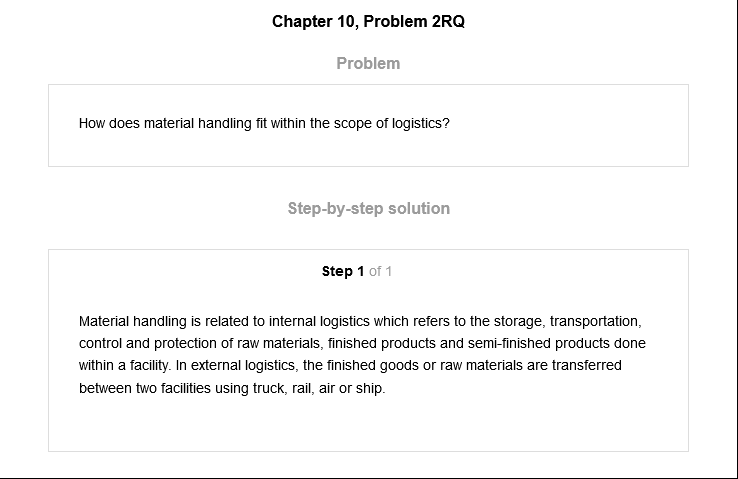 Chapter 10, Problem 2RQ
Problem
How does material handling fit within the scope of logistics?
Step-by-step solution
Step 1 of 1
Material handling is related to internal logistics which refers to the storage, transportation,
control and protection of raw materials, finished products and semi-finished products done
within a facility. In external logistics, the finished goods or raw materials are transferred
between two facilities using truck, rail, air or ship.